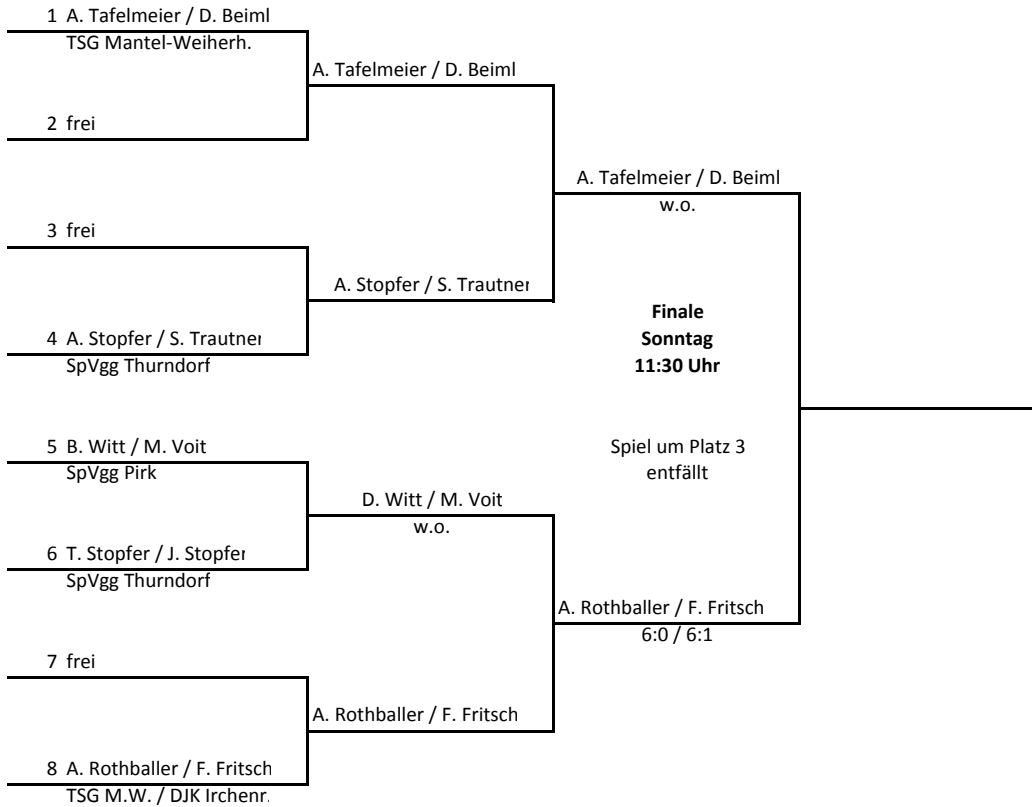 1 A. Tafelmeier / D. Beiml
TSG Mantel-Weiherh.
A. Tafelmeier / D. Beiml
2 frei
A. Tafelmeier / D. Beiml
w.o.
3 frei
A. Stopfer / S. Trautner
Finale
Sonntag
11:30 Uhr
4 A. Stopfer / S. Trautner
SpVgg Thurndorf
5 B. Witt / M. Voit
SpVgg Pirk
Spiel um Platz 3
entfällt
D. Witt / M. Voit
w.o.
6 T. Stopfer / J. Stopfer
SpVgg Thurndorf
A. Rothballer / F. Fritsch
6:0 / 6:1
7 frei
A. Rothballer / F. Fritsch
8 A. Rothballer / F. Fritsch
TSG M.W. / DJK Irchenr.